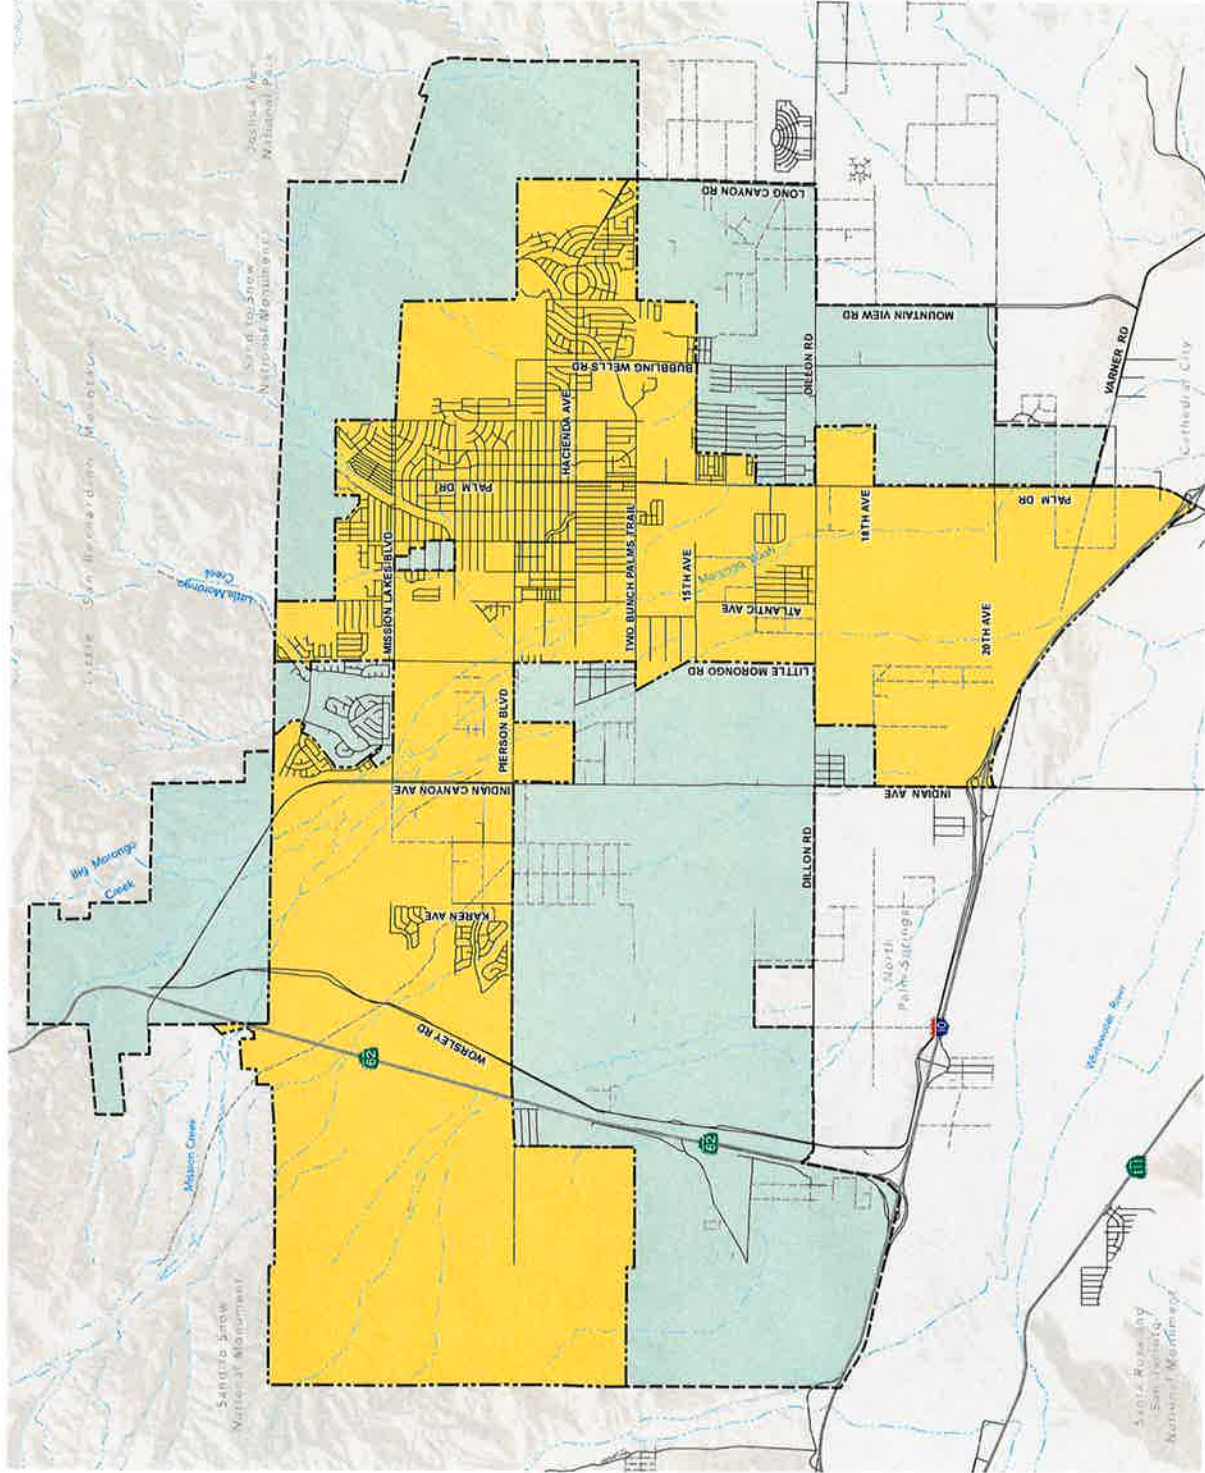 Joshua Tree
National Park
Sand to Snow
National Monument
Little San Bernardino Mountains
Little Morongo
Creek
Big Morongo
Creek
Mission Creek
Sand to Snow
National Monument
LONG CANYON RD
MOUNTAIN VIEW RD
DILLON RD
BUBBLING WELLS RD
HACIENDA AVE
PALM DR
MISSION LAKES BLVD
TWO BUNCH PALMS TRAIL
15TH AVE
18TH AVE
PALM DR
VARNER RD
Cathedral City
Morongo Wash
ATLANTIC AVE
20TH AVE
LITTLE MORONGO RD
PIERSON BLVD
INDIAN CANYON AVE
INDIAN AVE
KAREN AVE
DILLON RD
North
Palm Springs
WORSLEY RD
62
62
10
Whitewater River
111
Santa Rosa and
San Jacinto
National Monument